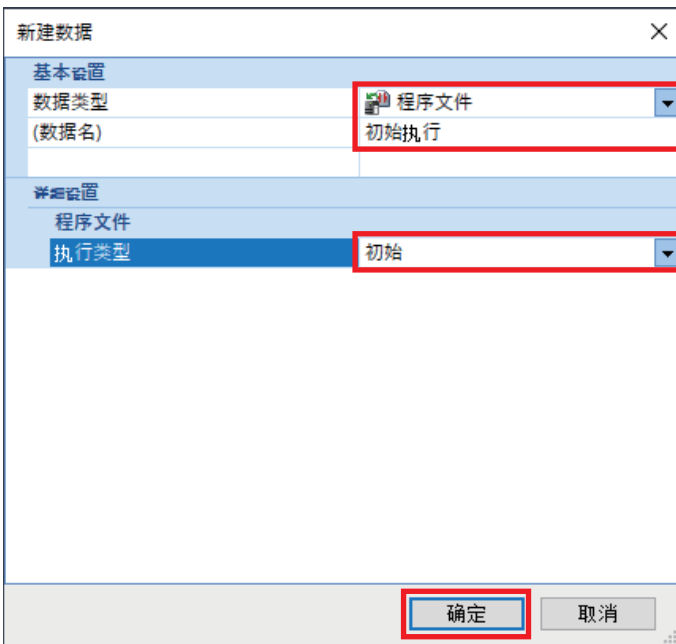 新建数据
基本设置
数据类型 程序文件
(数据名) 初始执行
详细设置
程序文件
执行类型 初始
确定 取消